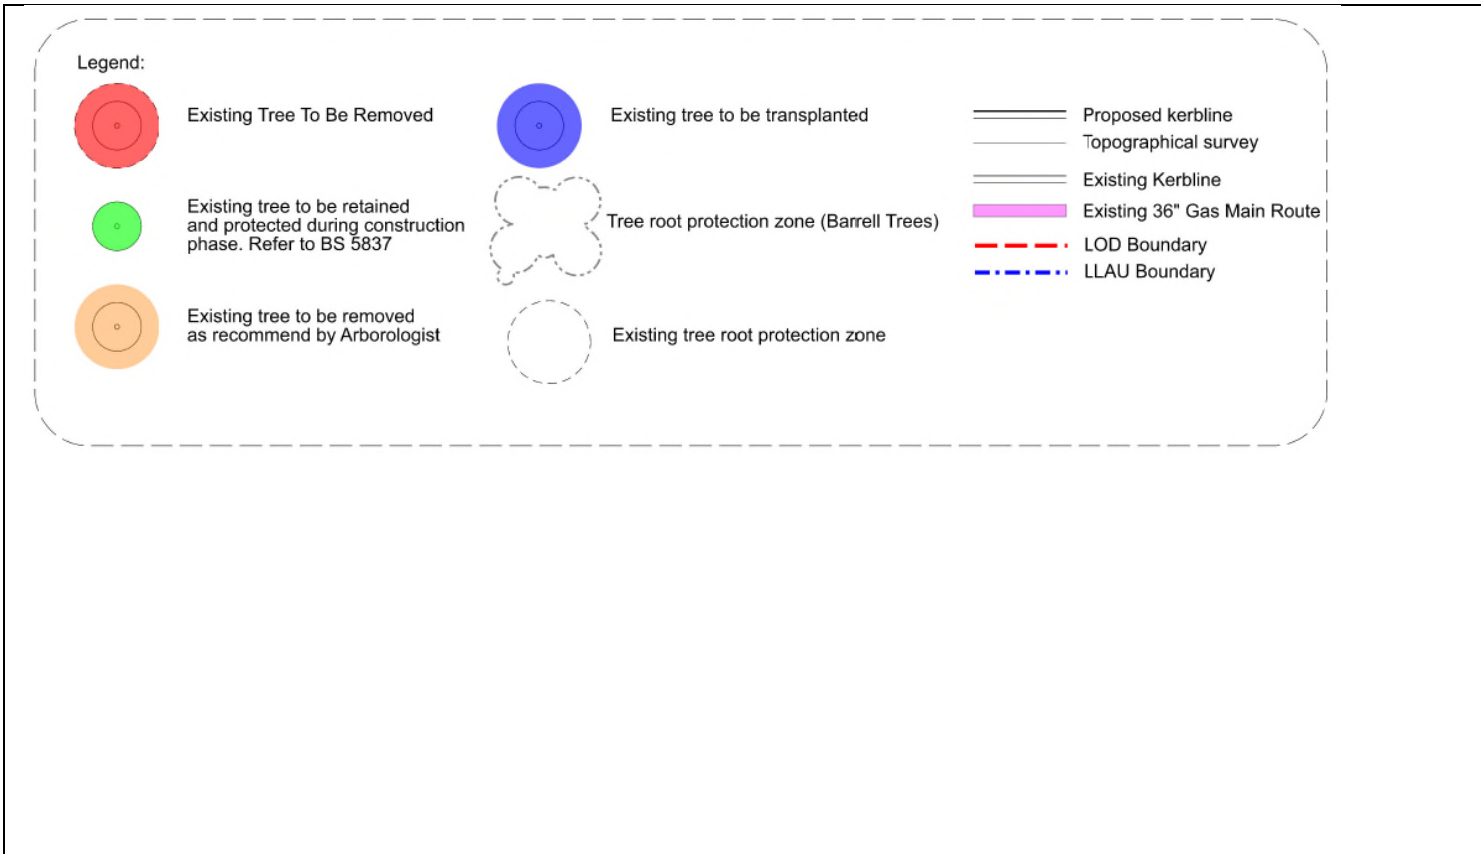 Legend:
Existing Tree To Be Removed
Existing tree to be retained
and protected during construction
phase. Refer to BS 5837
Existing tree to be removed
as recommend by Arborologist
Existing tree to be transplanted
Tree root protection zone (Barrell Trees)
Existing tree root protection zone
Proposed kerbline
Topographical survey
Existing Kerbline
Existing 36" Gas Main Route
LOD Boundary
LLAU Boundary